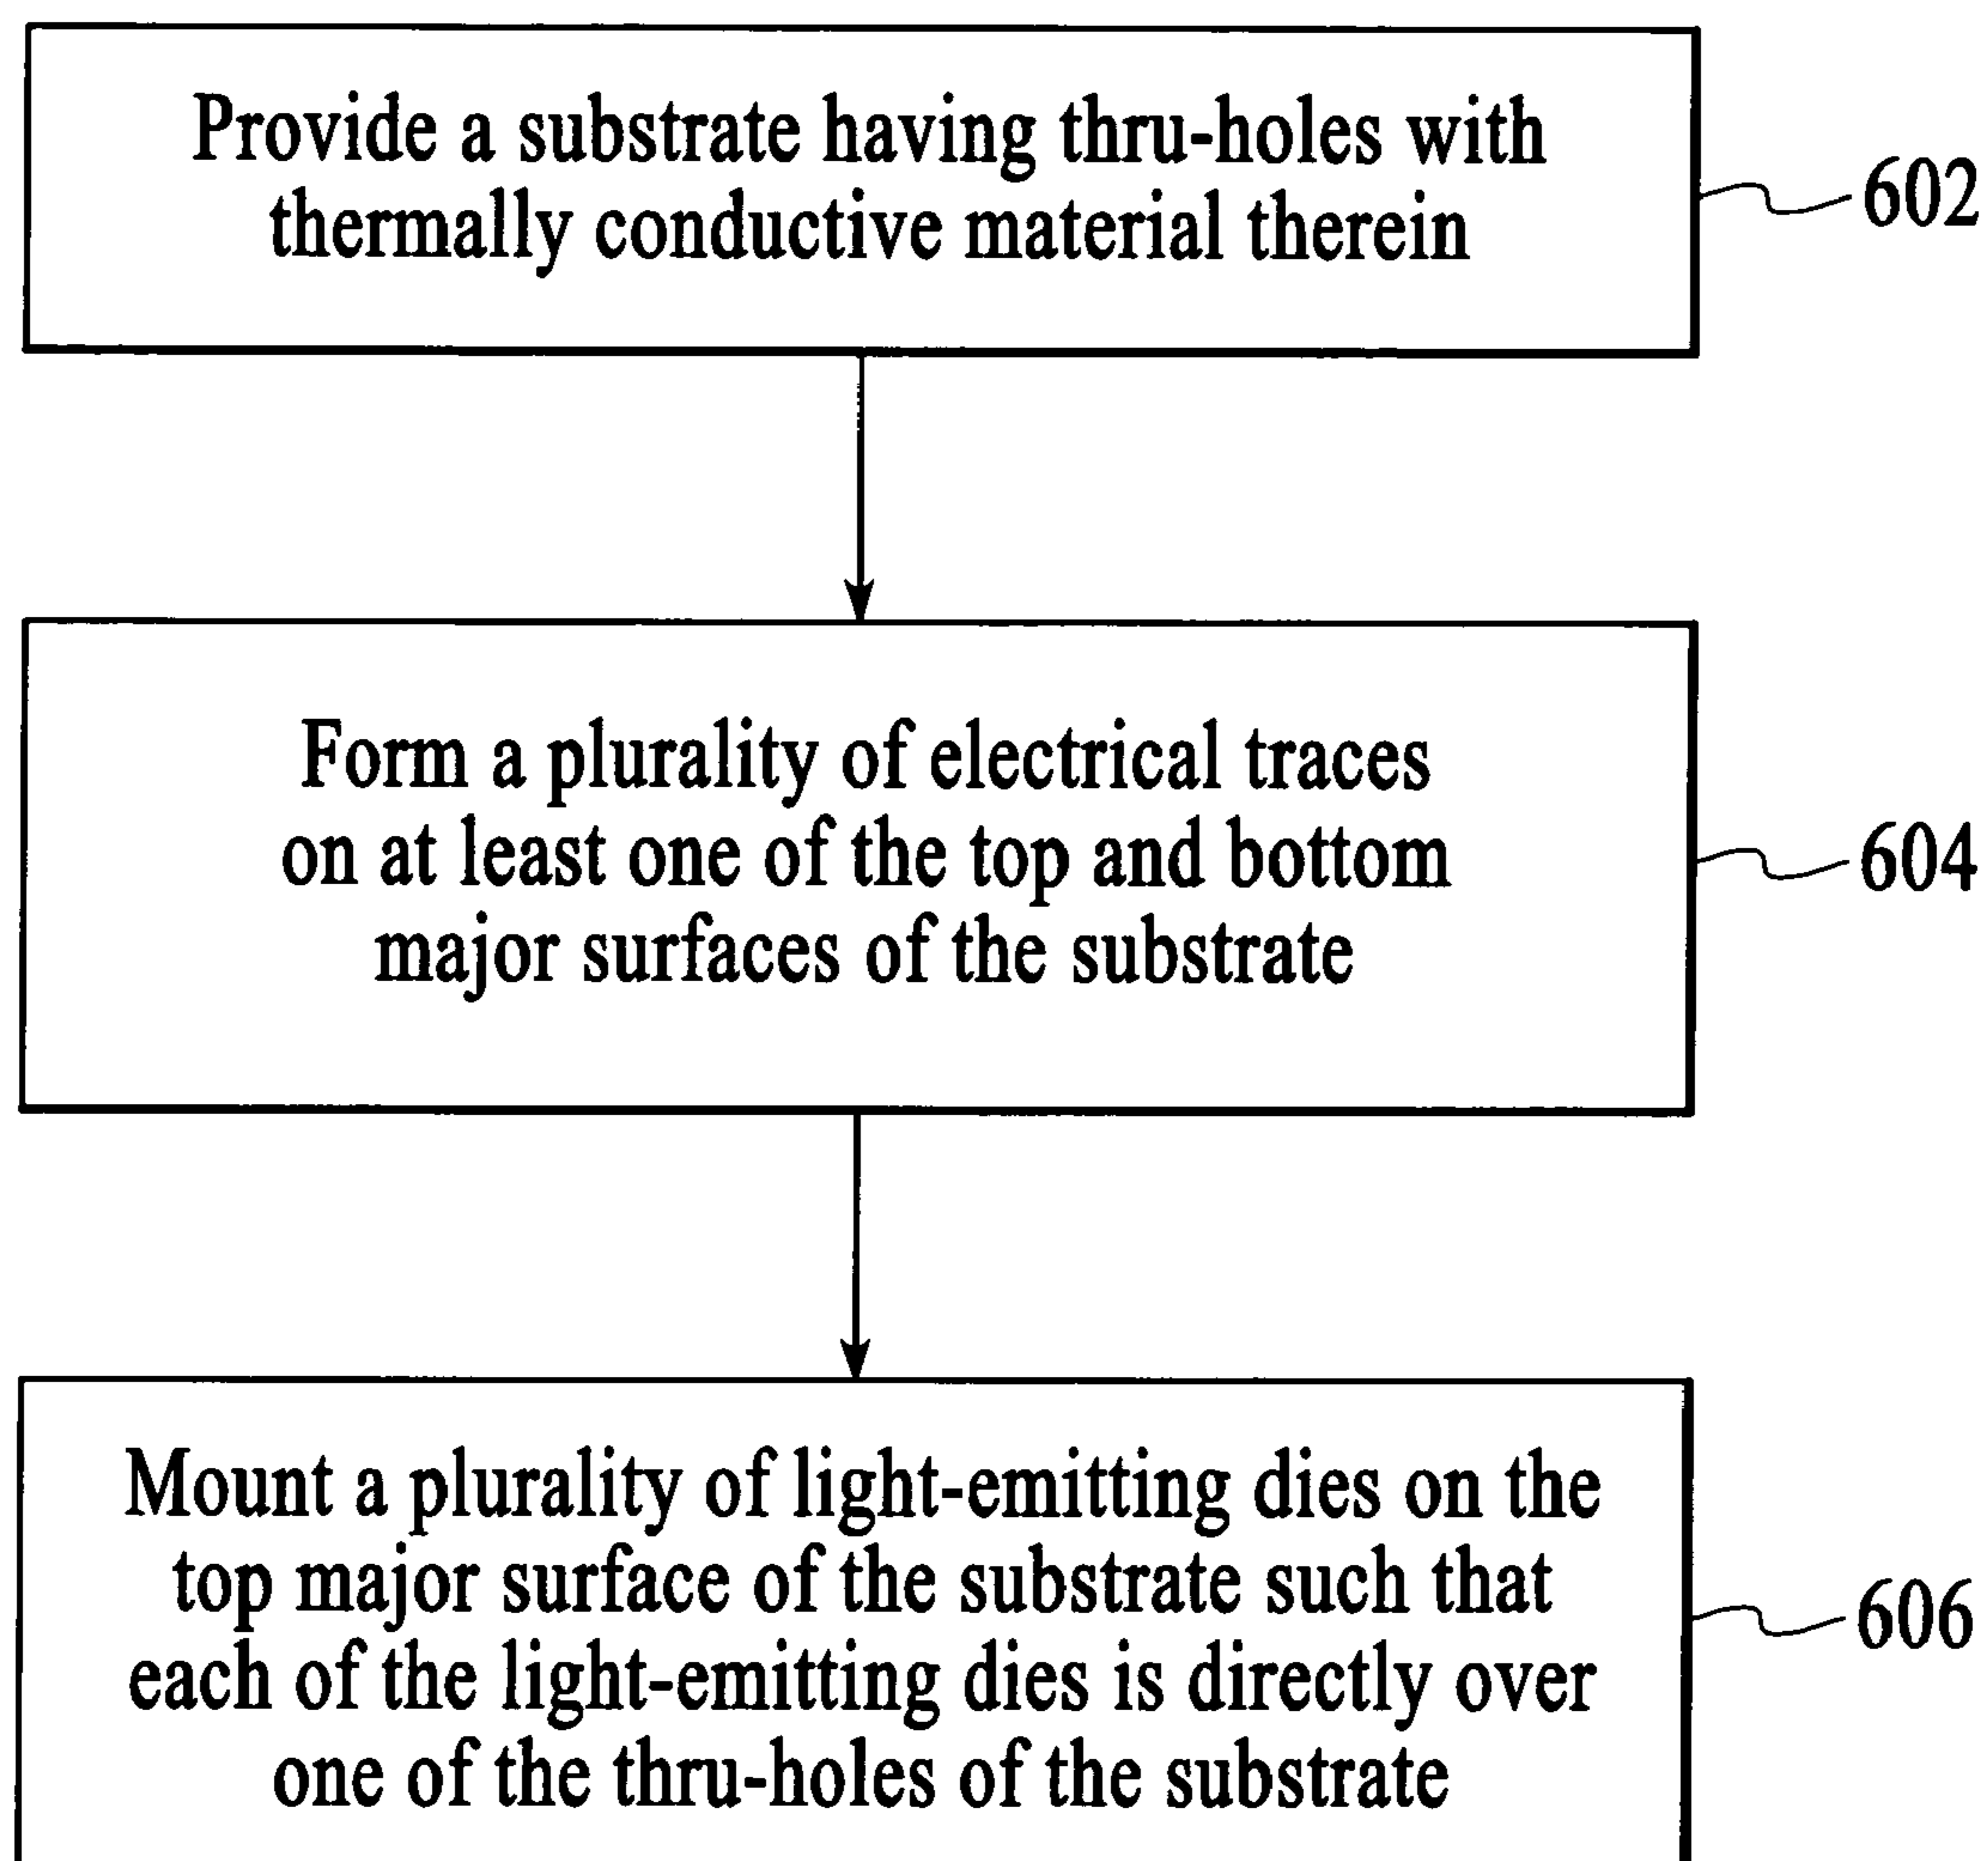 Provide a substrate having thru-holes with
thermally conductive material therein
602
Form a plurality of electrical traces
on at least one of the top and bottom
major surfaces of the substrate
604
Mount a plurality of light-emitting dies on the
top major surface of the substrate such that
each of the light-emitting dies is directly over
one of the thru-holes of the substrate
606